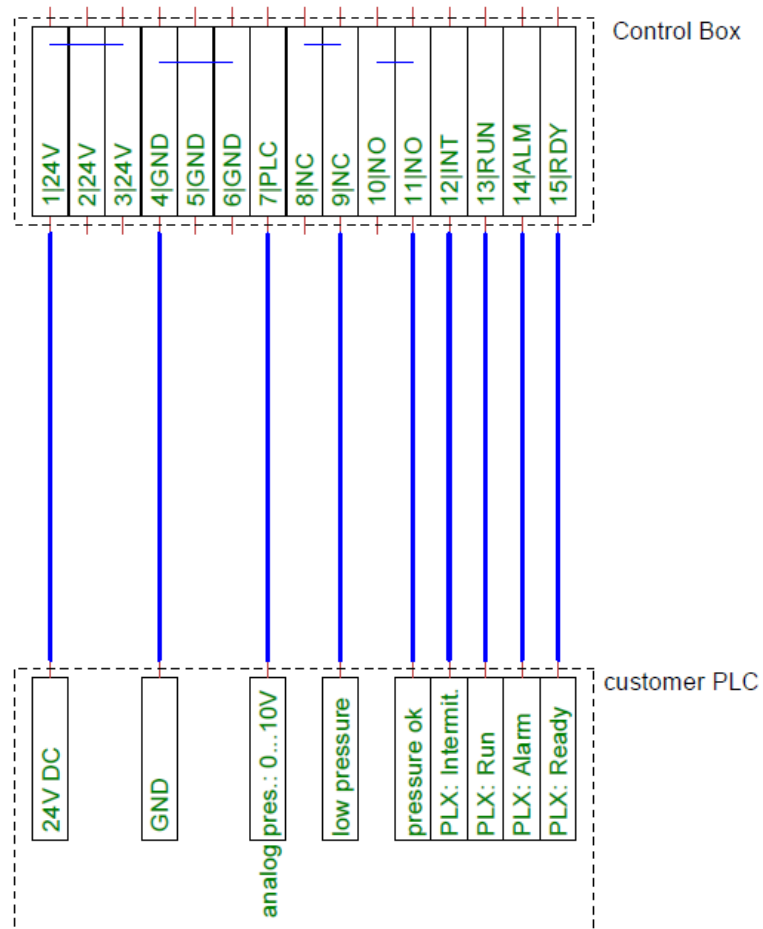 Control Box
1|24V
2|24V
3|24V
4|GND
5|GND
6|GND
7|PLC
8|NC
9|NC
10|NO
11|NO
12|INT
13|RUN
14|ALM
15|RDY
customer PLC
24V DC
GND
analog pres.: 0...10V
low pressure
pressure ok
PLX: Intermit.
PLX: Run
PLX: Alarm
PLX: Ready